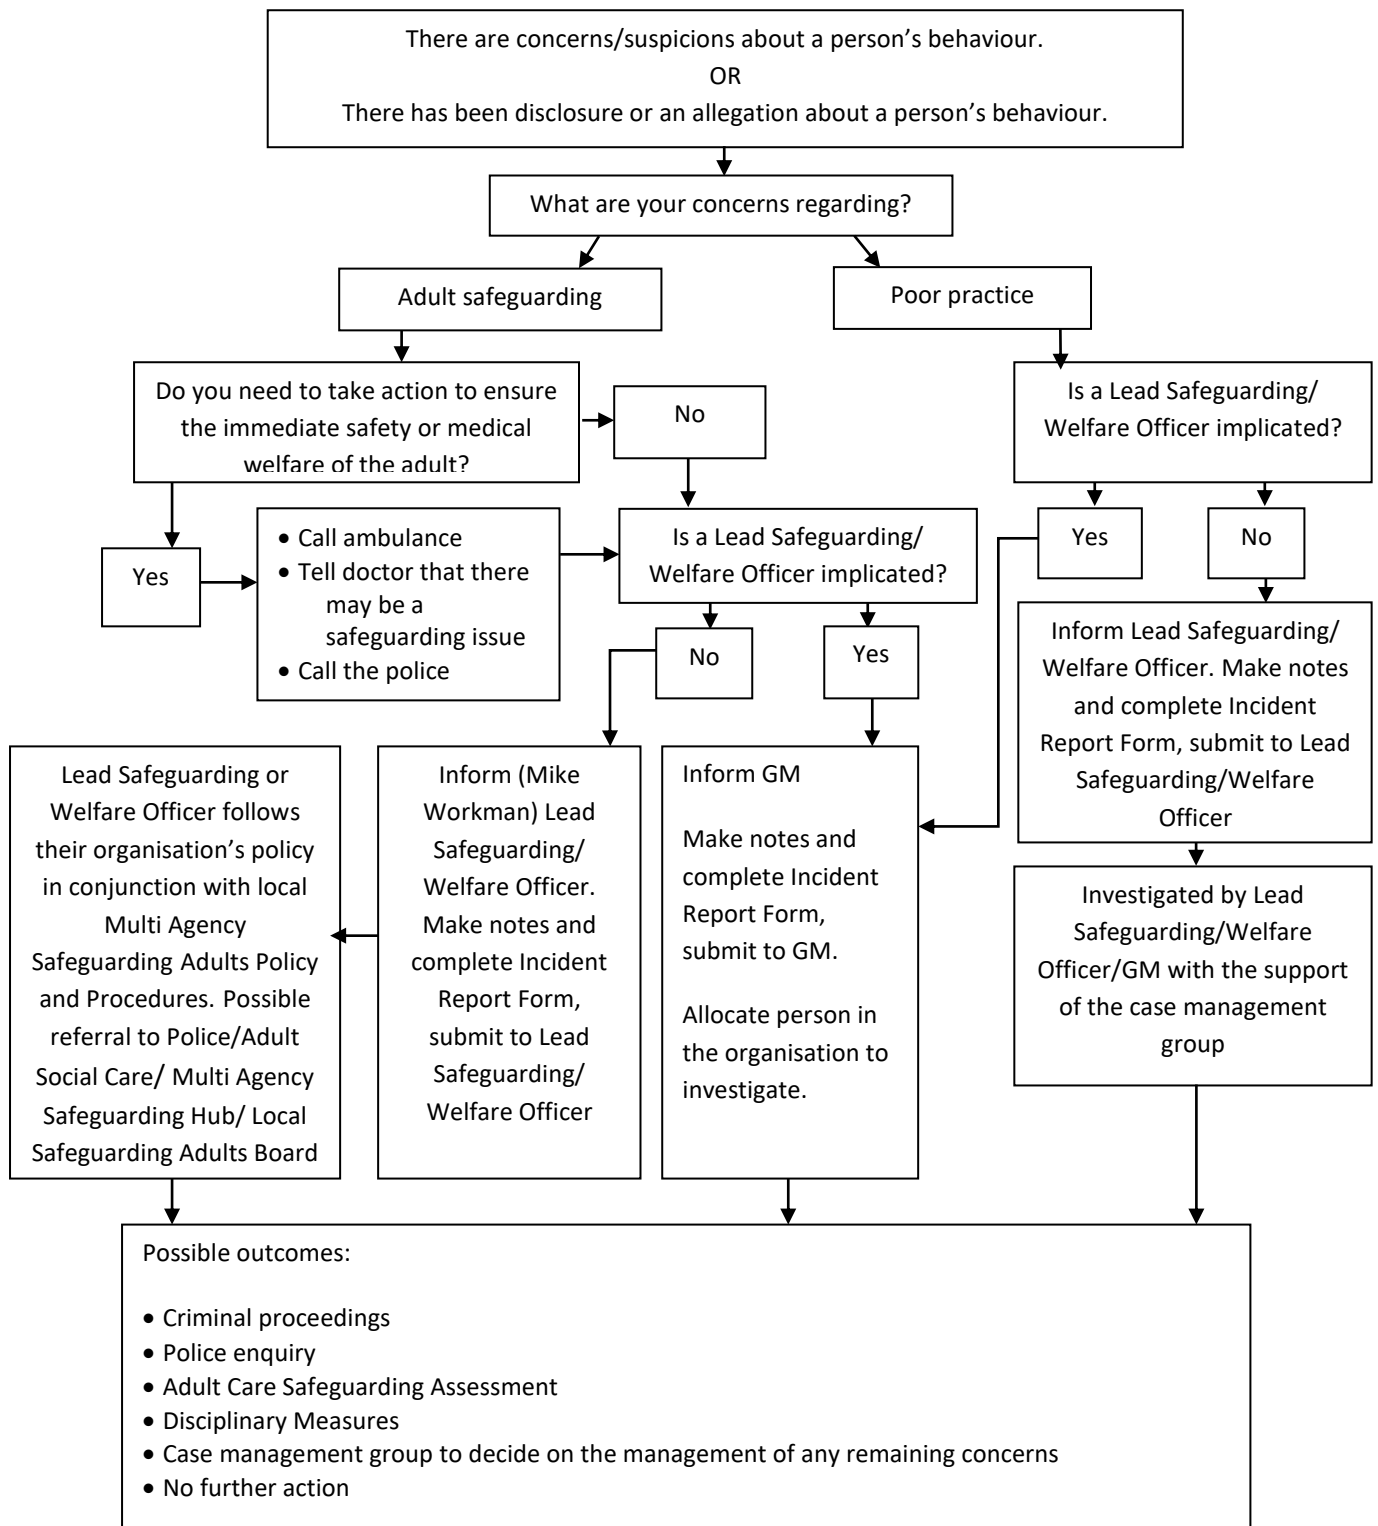 There are concerns/suspicions about a person’s behaviour.
OR
There has been disclosure or an allegation about a person’s behaviour.
What are your concerns regarding?
Adult safeguarding
Poor practice
Do you need to take action to ensure
the immediate safety or medical
welfare of the adult?
No
Is a Lead Safeguarding/
Welfare Officer implicated?
Yes
• Call ambulance
• Tell doctor that there
may be a
safeguarding issue
• Call the police
Is a Lead Safeguarding/
Welfare Officer implicated?
Yes
No
No
Yes
Inform Lead Safeguarding/
Welfare Officer. Make notes
and complete Incident
Report Form, submit to Lead
Safeguarding/Welfare
Officer
Lead Safeguarding or
Welfare Officer follows
their organisation’s policy
in conjunction with local
Multi Agency
Safeguarding Adults Policy
and Procedures. Possible
referral to Police/Adult
Social Care/ Multi Agency
Safeguarding Hub/ Local
Safeguarding Adults Board
Inform (Mike
Workman) Lead
Safeguarding/
Welfare Officer.
Make notes and
complete Incident
Report Form,
submit to Lead
Safeguarding/
Welfare Officer
Inform GM
Make notes and
complete Incident
Report Form,
submit to GM.
Allocate person in
the organisation to
investigate.
Investigated by Lead
Safeguarding/Welfare
Officer/GM with the support
of the case management
group
Possible outcomes:
• Criminal proceedings
• Police enquiry
• Adult Care Safeguarding Assessment
• Disciplinary Measures
• Case management group to decide on the management of any remaining concerns
• No further action